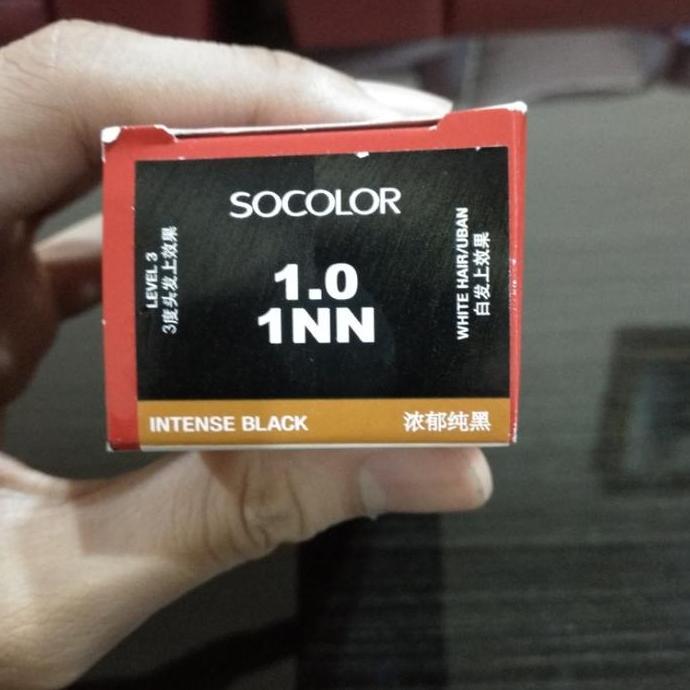 SOCOLOR
LEVEL 3
3度头发上效果
1.0
1NN
WHITE HAIR/UBAN
白发上效果
INTENSE BLACK
浓郁纯黑